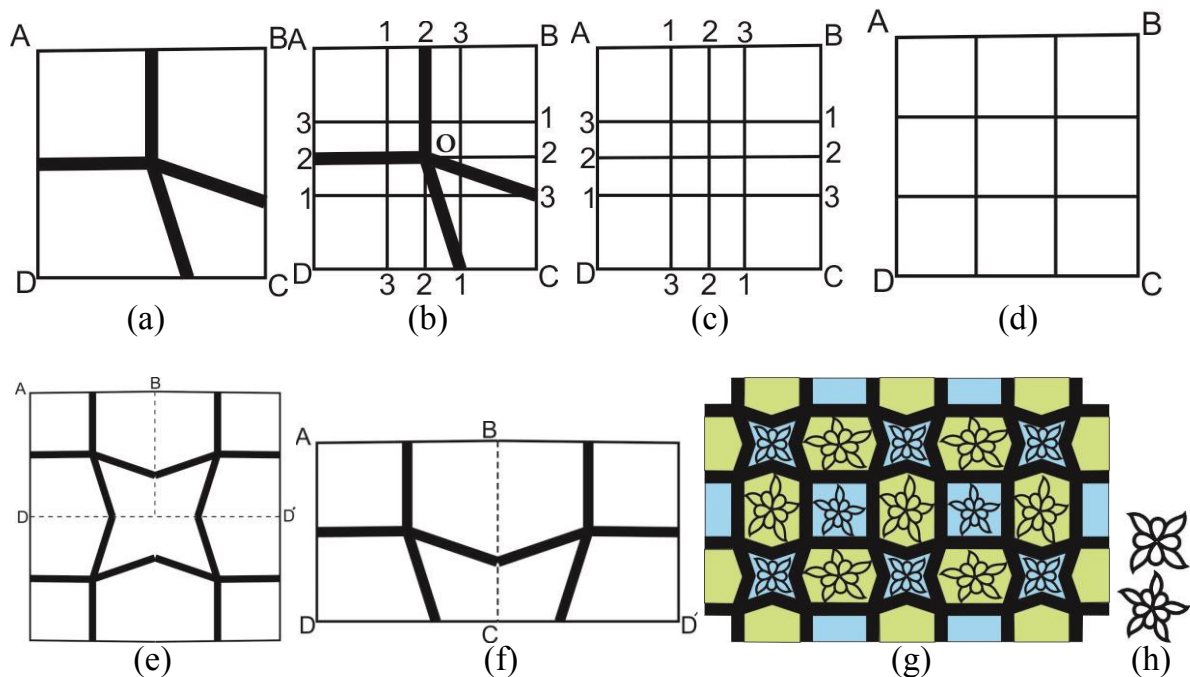 A B D C (a)
1 2 3 A B 3 1 O 2 2 1 3 D C 3 2 1 (b)
1 2 3 A B 3 1 2 2 1 3 D C 3 2 1 (c)
A B D C (d)
A B D D' (e)
A B D C D' (f)
(g)
(h)